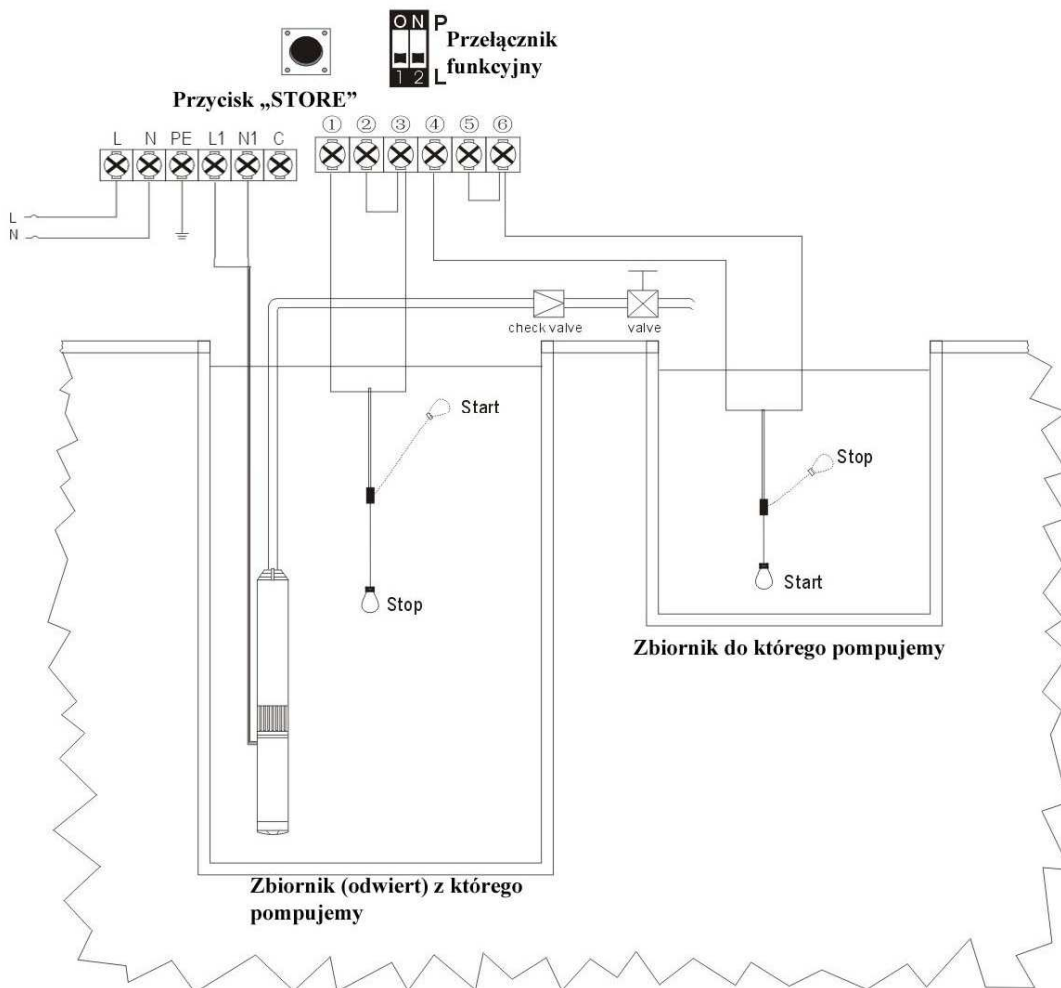 ON P
Przełącznik
funkcyjny
1 2 L
Przycisk „STORE”
L N PE L1 N1 C
① ② ③ ④ ⑤ ⑥
L
N
check valve
valve
Start
Stop
Stop
Start
Zbiornik do którego pompujemy
Zbiornik (odwiert) z którego
pompujemy